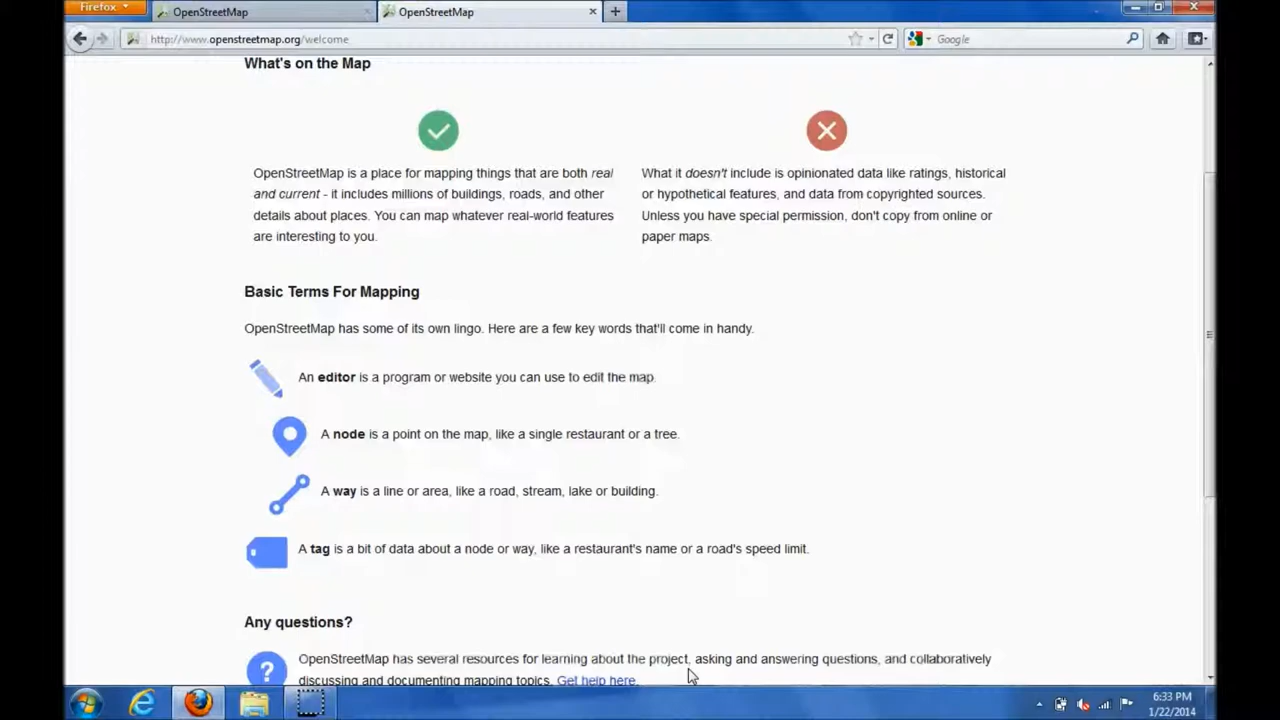 Firefox
OpenStreetMap
OpenStreetMap
http://www.openstreetmap.org/welcome
Google
What's on the Map
OpenStreetMap is a place for mapping things that are both real
and current - it includes millions of buildings, roads, and other
details about places. You can map whatever real-world features
are interesting to you.
What it doesn't include is opinionated data like ratings, historical
or hypothetical features, and data from copyrighted sources.
Unless you have special permission, don't copy from online or
paper maps.
Basic Terms For Mapping
OpenStreetMap has some of its own lingo. Here are a few key words that'll come in handy.
An editor is a program or website you can use to edit the map.
A node is a point on the map, like a single restaurant or a tree.
A way is a line or area, like a road, stream, lake or building.
A tag is a bit of data about a node or way, like a restaurant's name or a road's speed limit.
Any questions?
OpenStreetMap has several resources for learning about the project, asking and answering questions, and collaboratively
discussing and documenting mapping topics. Get help here.
6:33 PM
1/22/2014